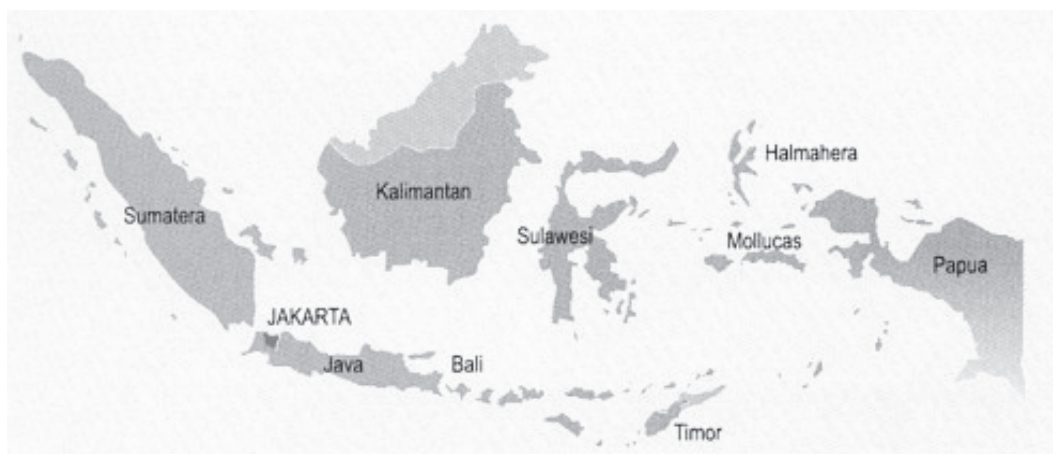 Halmahera
Kalimantan
Sumatera
Sulawesi
Mollucas
Papua
JAKARTA
Java
Bali
Timor